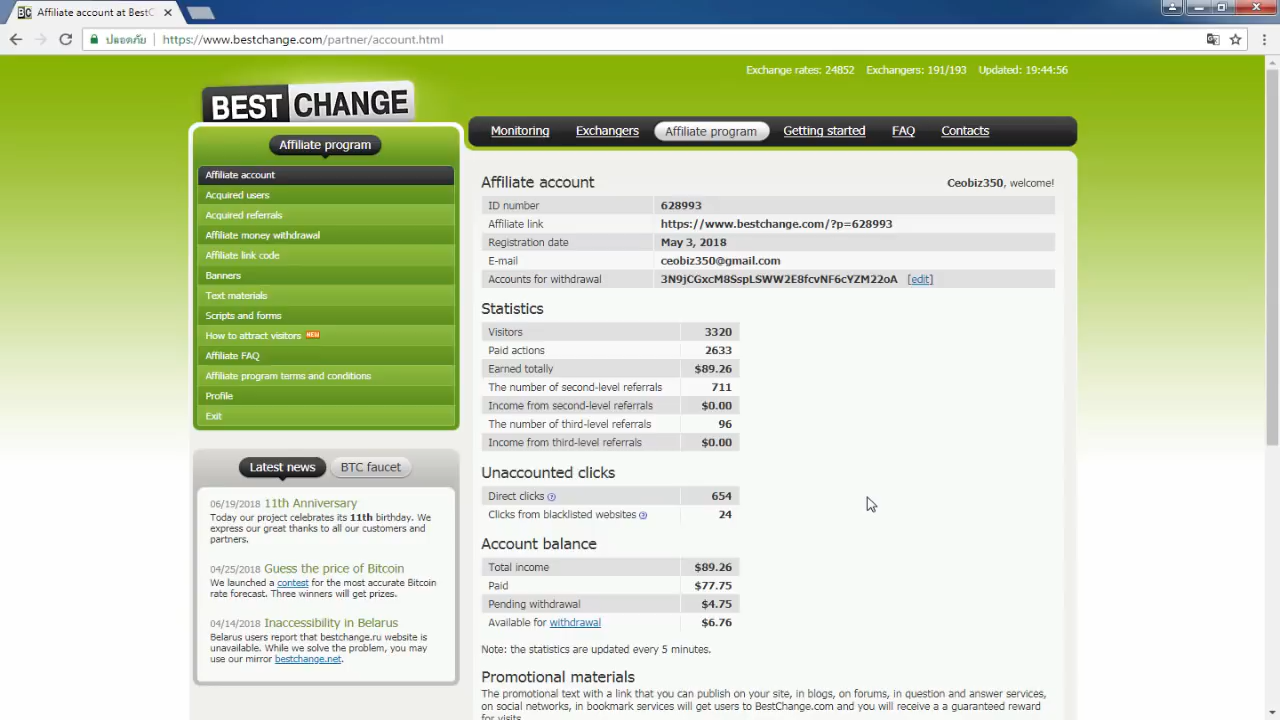 Affiliate account at BestC
ปลอดภัย https://www.bestchange.com/partner/account.html
Exchange rates: 24852 Exchangers: 191/193 Updated: 19:44:56
BEST CHANGE
Monitoring Exchangers Affiliate program Getting started FAQ Contacts
Affiliate program
Affiliate account
Acquired users
Acquired referrals
Affiliate money withdrawal
Affiliate link code
Banners
Text materials
Scripts and forms
How to attract visitors NEW
Affiliate FAQ
Affiliate program terms and conditions
Profile
Exit
Latest news BTC faucet
06/19/2018 11th Anniversary
Today our project celebrates its 11th birthday. We
express our great thanks to all our customers and
partners.
04/25/2018 Guess the price of Bitcoin
We launched a contest for the most accurate Bitcoin
rate forecast. Three winners will get prizes.
04/14/2018 Inaccessibility in Belarus
Belarus users report that bestchange.ru website is
unavailable. While we solve the problem, you may
use our mirror bestchange.net.
Affiliate account Ceobiz350, welcome!
ID number 628993
Affiliate link https://www.bestchange.com/?p=628993
Registration date May 3, 2018
E-mail ceobiz350@gmail.com
Accounts for withdrawal 3N9jCGxcM8SspLSWW2E8fcvNF6cYZM22oA [edit]
Statistics
Visitors 3320
Paid actions 2633
Earned totally $89.26
The number of second-level referrals 711
Income from second-level referrals $0.00
The number of third-level referrals 96
Income from third-level referrals $0.00
Unaccounted clicks
Direct clicks 654
Clicks from blacklisted websites 24
Account balance
Total income $89.26
Paid $77.75
Pending withdrawal $4.75
Available for withdrawal $6.76
Note: the statistics are updated every 5 minutes.
Promotional materials
The promotional text with a link that you can publish on your site, in blogs, on forums, in question and answer services,
on social networks, in bookmark services will get users to BestChange.com and you will receive a a guaranteed reward
for visits.